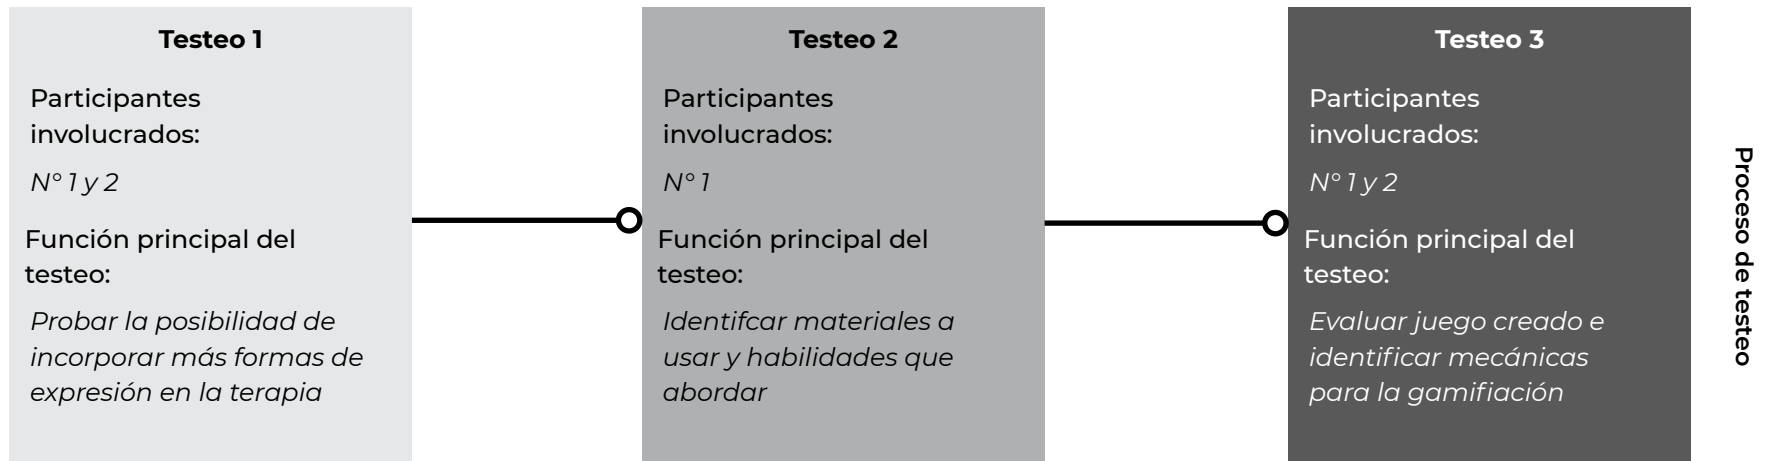 Testeo 1
Participantes
involucrados:
N° 1 y 2
Función principal del
testeo:
Probar la posibilidad de
incorporar más formas de
expresión en la terapia
Testeo 2
Participantes
involucrados:
N° 1
Función principal del
testeo:
Identifcar materiales a
usar y habilidades que
abordar
Testeo 3
Participantes
involucrados:
N° 1 y 2
Función principal del
testeo:
Evaluar juego creado e
identificar mecánicas
para la gamifiación
Proceso de testeo